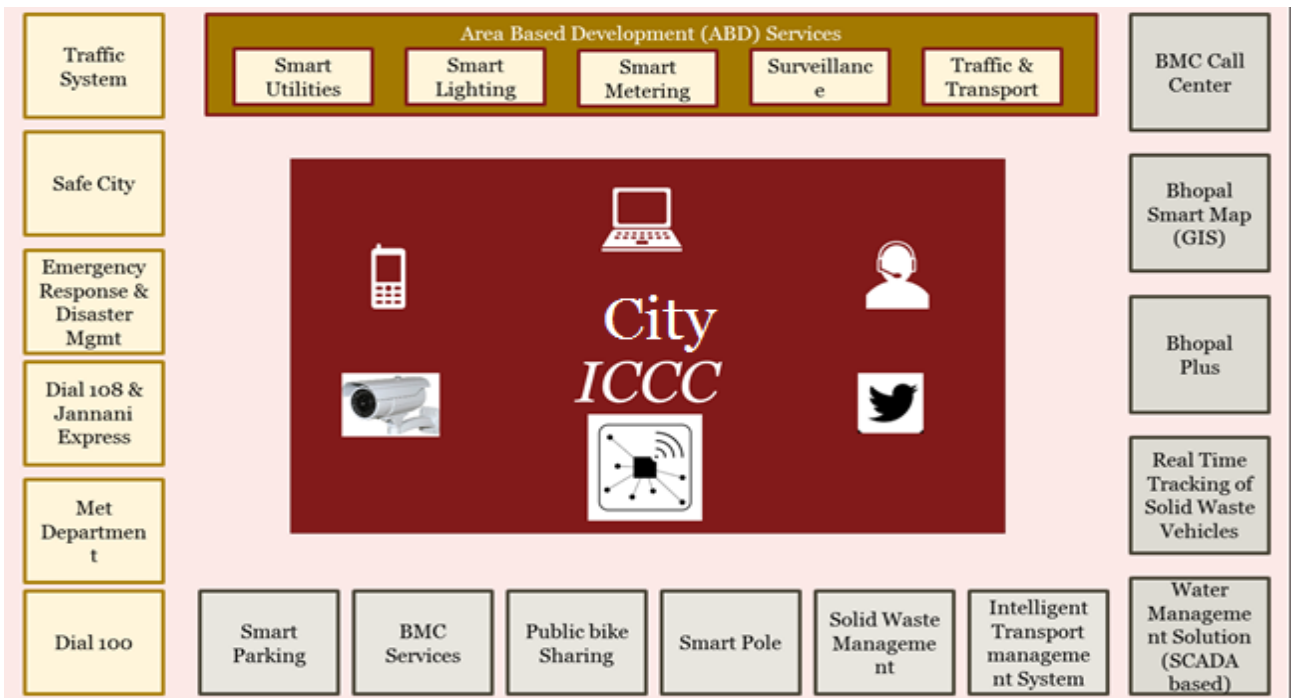 Traffic
System
Safe City
Emergency
Response &
Disaster
Mgmt
Dial 108 &
Jannani
Express
Met
Departmen
t
Dial 100
Area Based Development (ABD) Services
Smart
Utilities
Smart
Lighting
Smart
Metering
Surveillanc
e
Traffic &
Transport
City
ICCC
Smart
Parking
BMC
Services
Public bike
Sharing
Smart Pole
Solid Waste
Manageme
nt
Intelligent
Transport
manageme
nt System
BMC Call
Center
Bhopal
Smart Map
(GIS)
Bhopal
Plus
Real Time
Tracking of
Solid Waste
Vehicles
Water
Manageme
nt Solution
(SCADA
based)